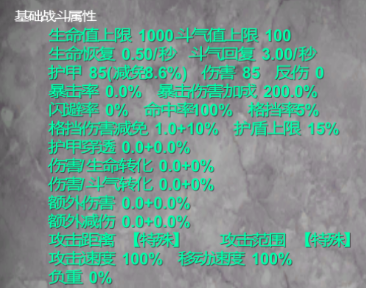 基础战斗属性
生命值上限 1000 斗气值上限 100
生命恢复 0.50/秒 斗气回复 3.00/秒
护甲 85(减免8.6%) 伤害 85 反伤 0
暴击率 0.0% 暴击伤害加成 200.0%
闪避率 0% 命中率100% 格挡率5%
格挡伤害减免 1.0+10% 护盾上限 15%
护甲穿透 0.0+0.0%
伤害/生命转化 0.0+0%
伤害/斗气转化 0.0+0%
额外伤害 0.0+0.0%
额外减伤 0.0+0.0%
攻击距离 【特殊】 攻击范围 【特殊】
攻击速度 100% 移动速度 100%
负重 0%